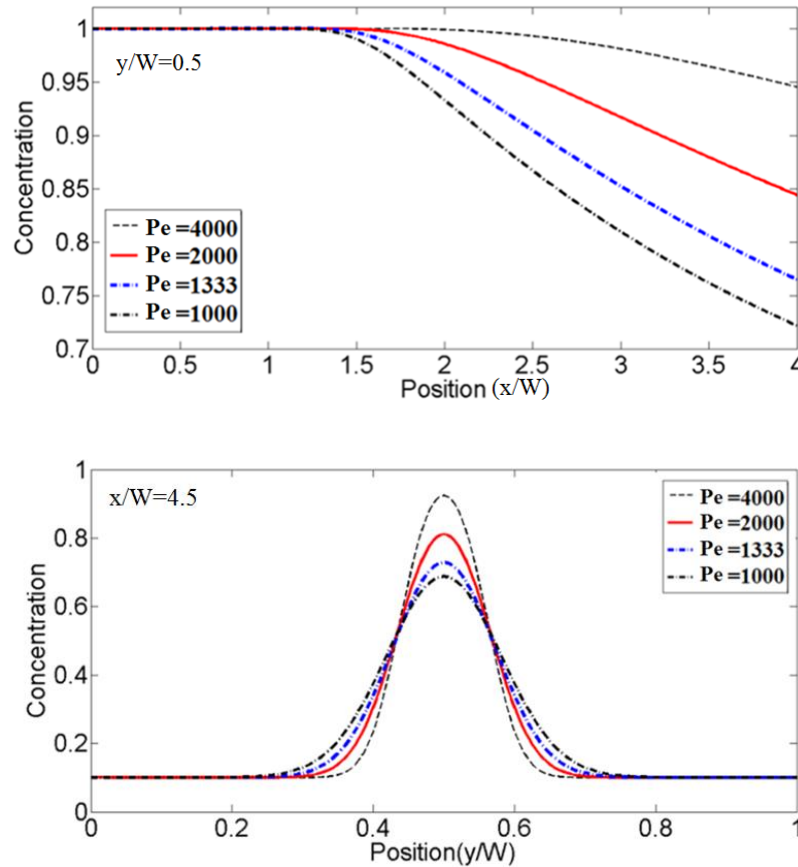 1
0.95
0.9
0.85
0.8
0.75
0.7
Concentration
y/W=0.5
Pe =4000
Pe =2000
Pe =1333
Pe =1000
0 0.5 1 1.5 2 2.5 3 3.5 4
Position (x/W)
1
0.8
0.6
0.4
0.2
0
Concentration
x/W=4.5
Pe =4000
Pe =2000
Pe =1333
Pe =1000
0 0.2 0.4 0.6 0.8 1
Position(y/W)